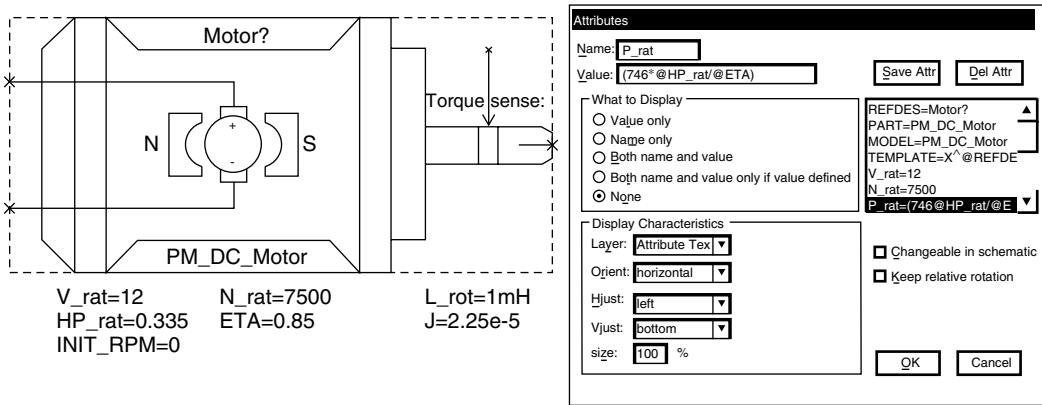 Motor?
Torque sense:
N
+
-
S
PM_DC_Motor
V_rat=12
N_rat=7500
L_rot=1mH
HP_rat=0.335
ETA=0.85
J=2.25e-5
INIT_RPM=0
Attributes
Name: P_rat
Value: (746*@HP_rat/@ETA)
Save Attr
Del Attr
What to Display
Value only
Name only
Both name and value
Both name and value only if value defined
None
REFDES=Motor?
PART=PM_DC_Motor
MODEL=PM_DC_Motor
TEMPLATE=X^@REFDE
V_rat=12
N_rat=7500
P_rat=(746@HP_rat/@E
Display Characteristics
Layer: Attribute Tex
Orient: horizontal
Hjust: left
Vjust: bottom
size: 100 %
Changeable in schematic
Keep relative rotation
OK
Cancel